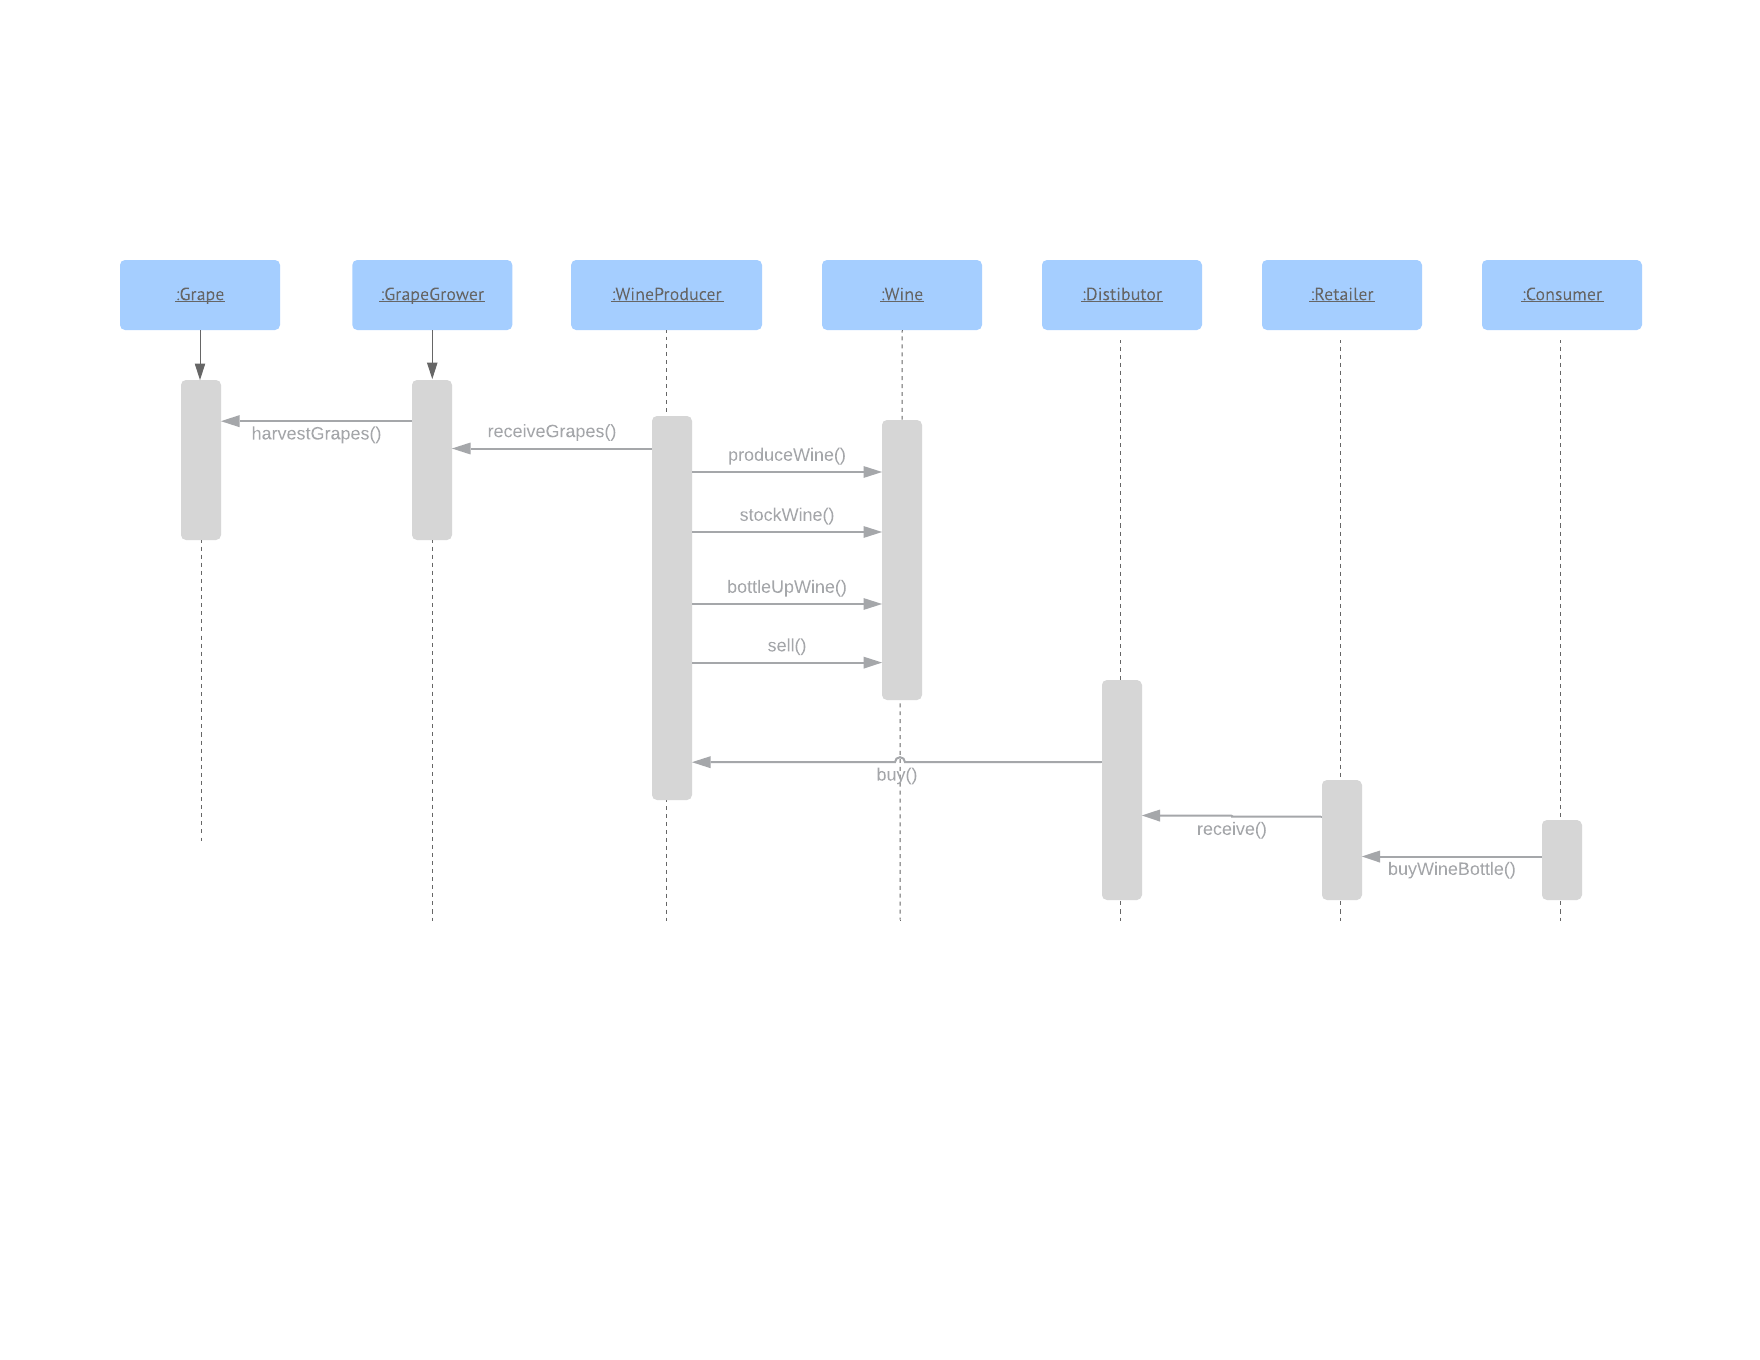 :Grape
:GrapeGrower
:WineProducer
:Wine
:Distibutor
:Retailer
:Consumer
harvestGrapes()
receiveGrapes()
produceWine()
stockWine()
bottleUpWine()
sell()
buy()
receive()
buyWineBottle()